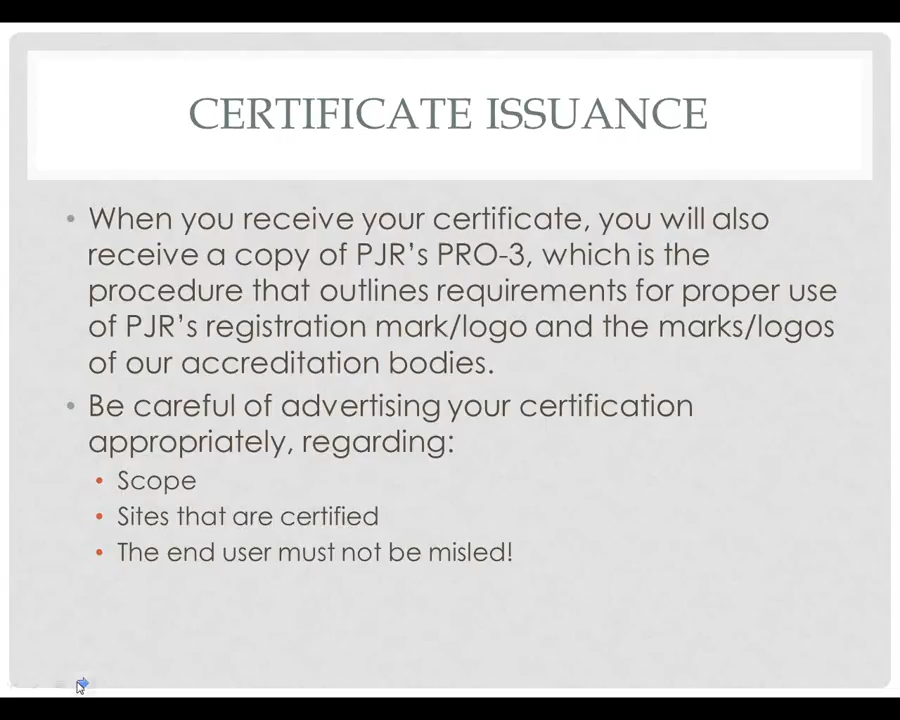 CERTIFICATE ISSUANCE
• When you receive your certificate, you will also
receive a copy of PJR's PRO-3, which is the
procedure that outlines requirements for proper use
of PJR's registration mark/logo and the marks/logos
of our accreditation bodies.
• Be careful of advertising your certification
appropriately, regarding:
• Scope
• Sites that are certified
• The end user must not be misled!